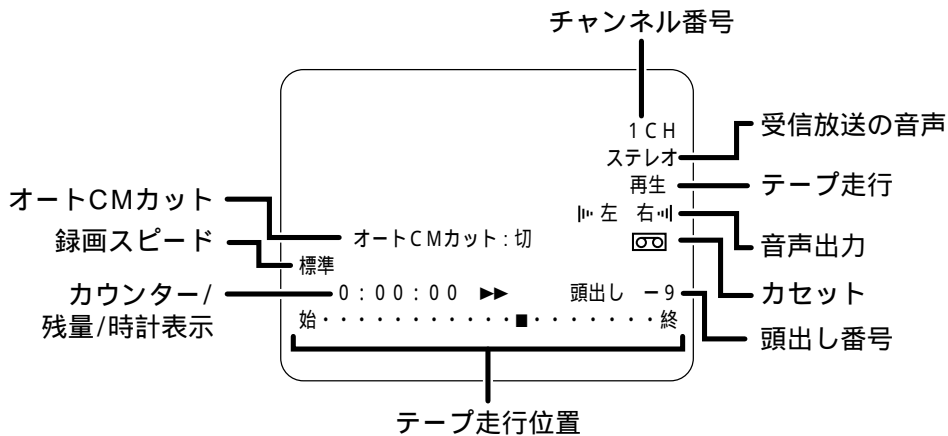 チャンネル番号
1CH
ステレオ
再生
左 右
オートCMカット:切
標準
0:00:00 ▶▶ 頭出し -9
始・・・・・・・・・・・■・・・・・・・終
オートCMカット
録画スピード
カウンター/
残量/時計表示
受信放送の音声
テープ走行
音声出力
カセット
頭出し番号
テープ走行位置